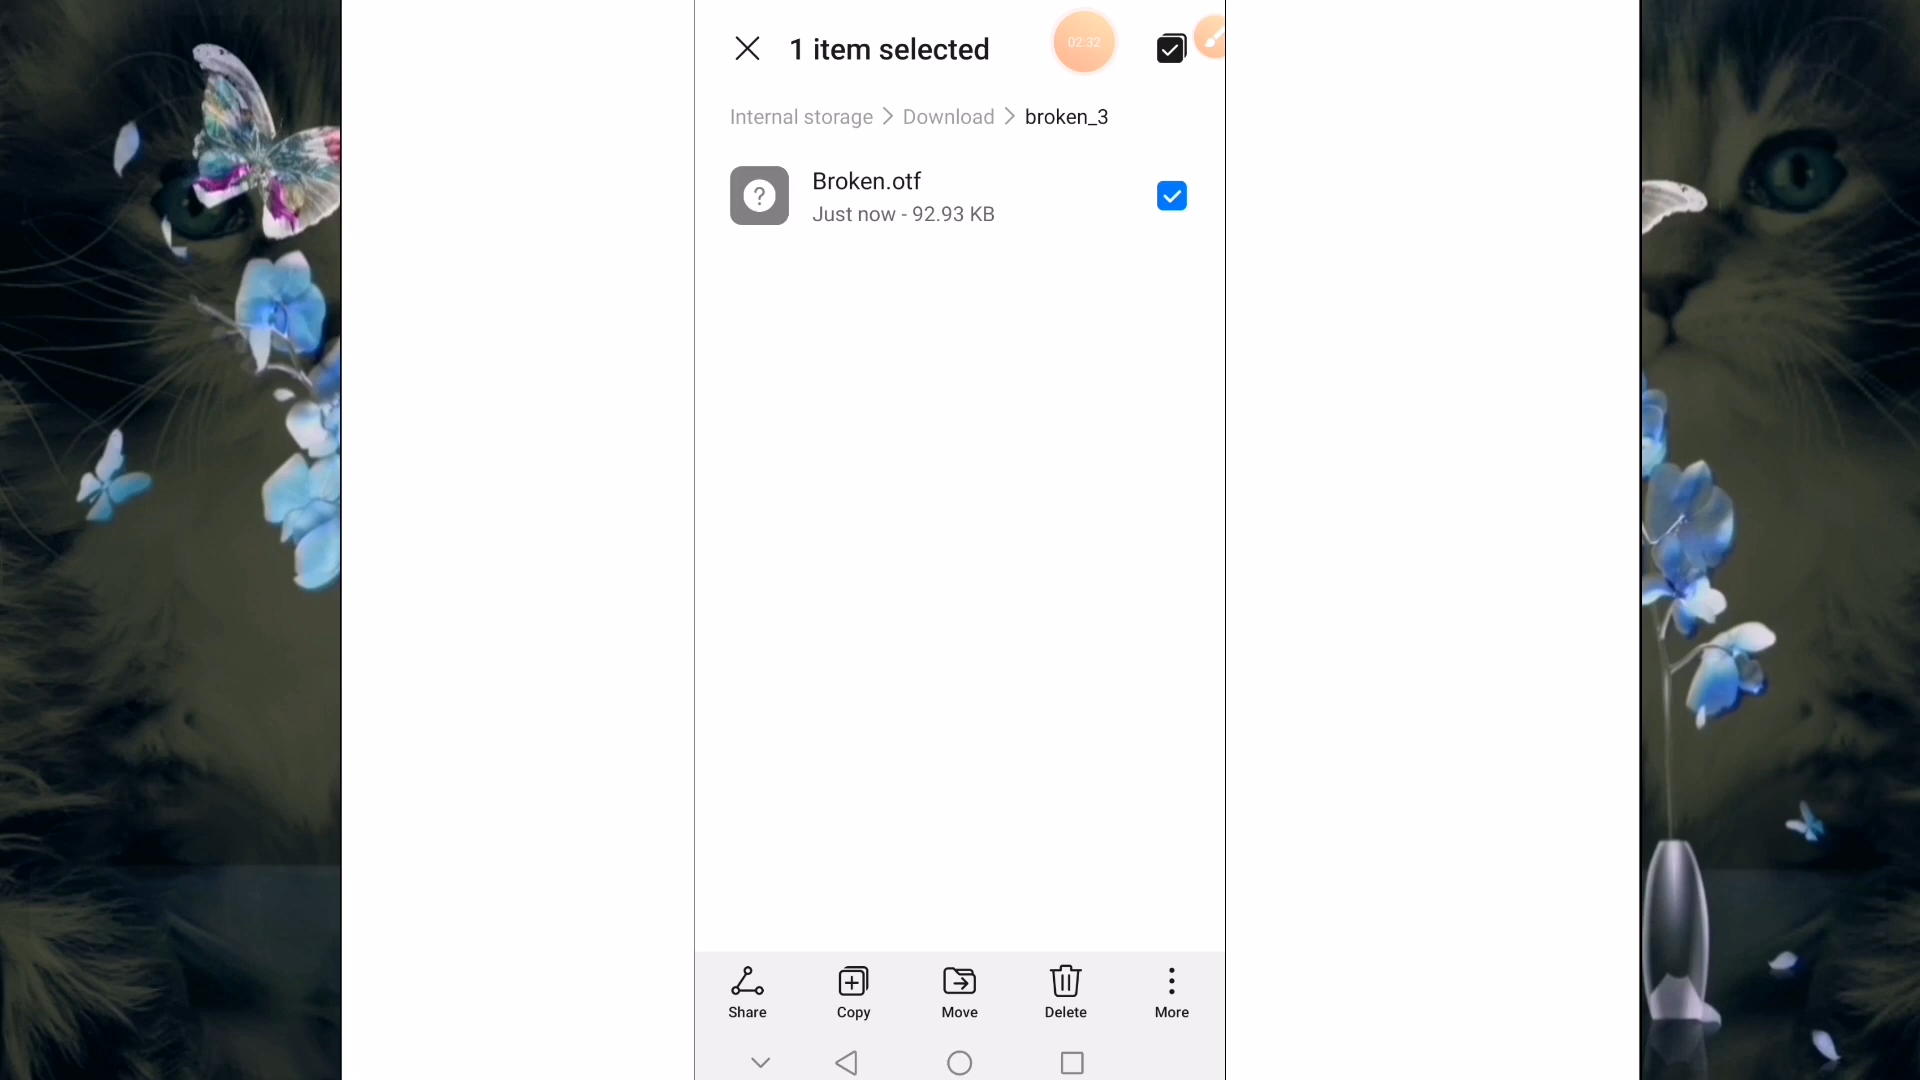 1 item selected
02:32
Internal storage > Download > broken_3
Broken.otf
Just now - 92.93 KB
Share
Copy
Move
Delete
More